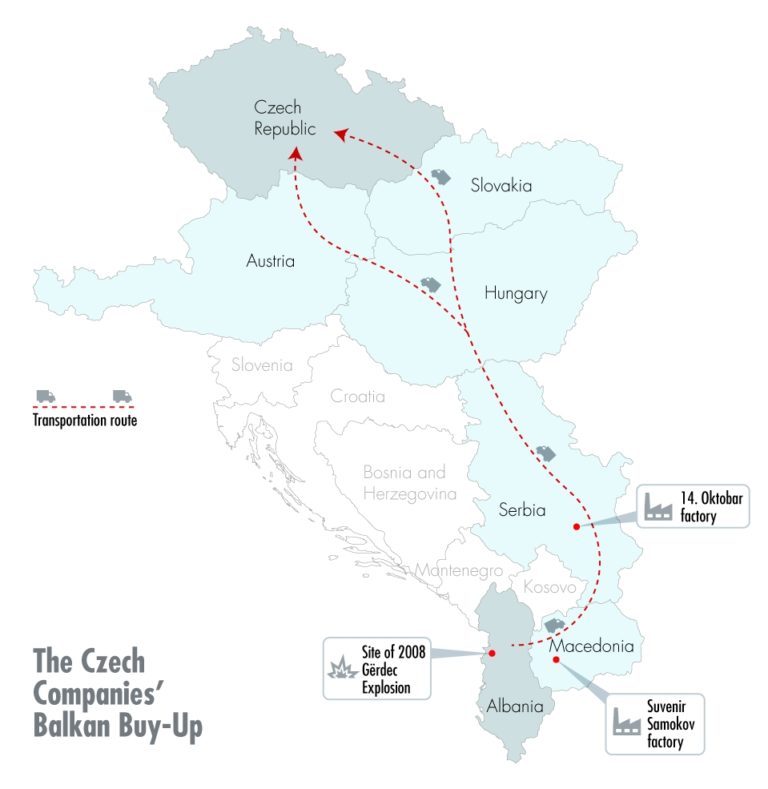 Czech
Republic
Slovakia
Austria
Hungary
Slovenia
Croatia
Transportation route
Bosnia and
Herzegovina
Serbia
14. Oktobar
factory
Montenegro
Kosovo
Macedonia
Site of 2008
Gërdec
Explosion
Albania
Suvenir
Samokov
factory
The Czech
Companies’
Balkan Buy-Up